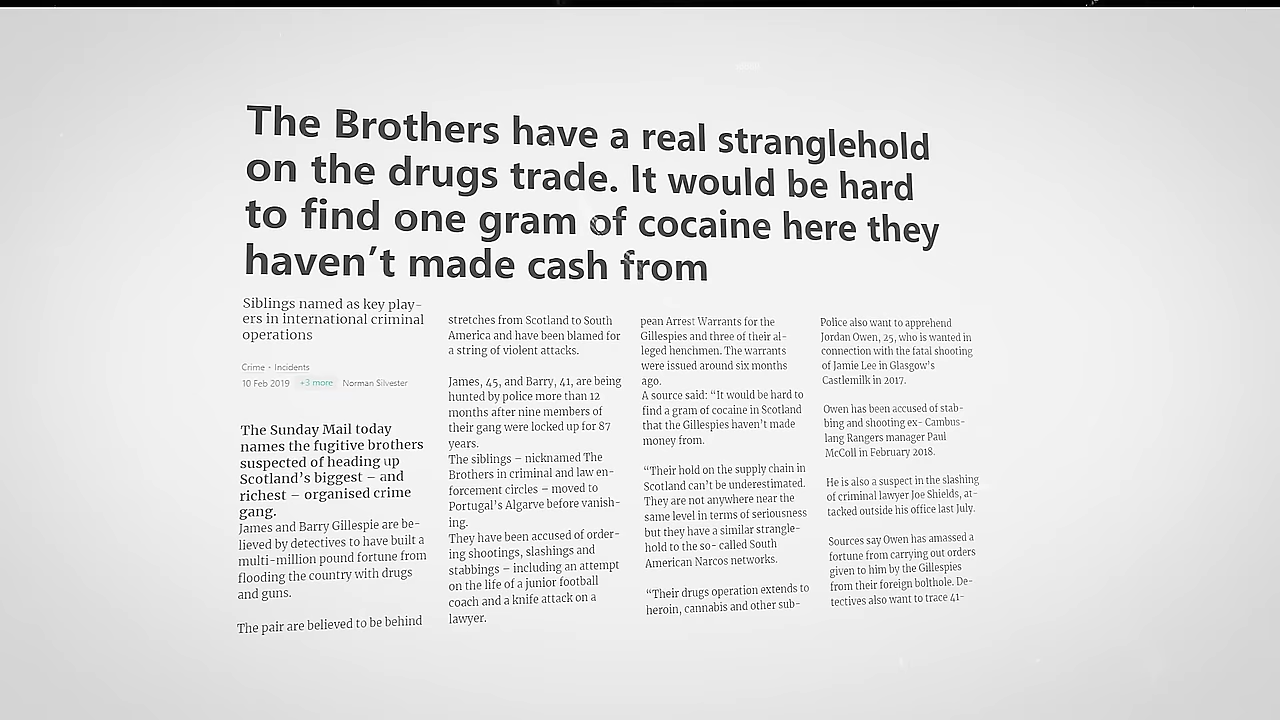 The Brothers have a real stranglehold
on the drugs trade. It would be hard
to find one gram of cocaine here they
haven't made cash from
Siblings named as key play-
ers in international criminal
operations
Crime • Incidents
10 Feb 2019 +3 more Norman Silvester
The Sunday Mail today
names the fugitive brothers
suspected of heading up
Scotland's biggest – and
richest – organised crime
gang.
James and Barry Gillespie are be-
lieved by detectives to have built a
multi-million pound fortune from
flooding the country with drugs
and guns.
The pair are believed to be behind
stretches from Scotland to South
America and have been blamed for
a string of violent attacks.
James, 45, and Barry, 41, are being
hunted by police more than 12
months after nine members of
their gang were locked up for 87
years.
The siblings – nicknamed The
Brothers in criminal and law en-
forcement circles – moved to
Portugal's Algarve before vanish-
ing.
They have been accused of order-
ing shootings, slashings and
stabbings – including an attempt
on the life of a junior football
coach and a knife attack on a
lawyer.
pean Arrest Warrants for the
Gillespies and three of their al-
leged henchmen. The warrants
were issued around six months
ago.
A source said: “It would be hard to
find a gram of cocaine in Scotland
that the Gillespies haven't made
money from.
“Their hold on the supply chain in
Scotland can't be underestimated.
They are not anywhere near the
same level in terms of seriousness
but they have a similar strangle-
hold to the so- called South
American Narcos networks.
“Their drugs operation extends to
heroin, cannabis and other sub-
Police also want to apprehend
Jordan Owen, 25, who is wanted in
connection with the fatal shooting
of Jamie Lee in Glasgow's
Castlemilk in 2017.
Owen has been accused of stab-
bing and shooting ex- Cambus-
lang Rangers manager Paul
McColl in February 2018.
He is also a suspect in the slashing
of criminal lawyer Joe Shields, at-
tacked outside his office last July.
Sources say Owen has amassed a
fortune from carrying out orders
given to him by the Gillespies
from their foreign bolthole. De-
tectives also want to trace 41-